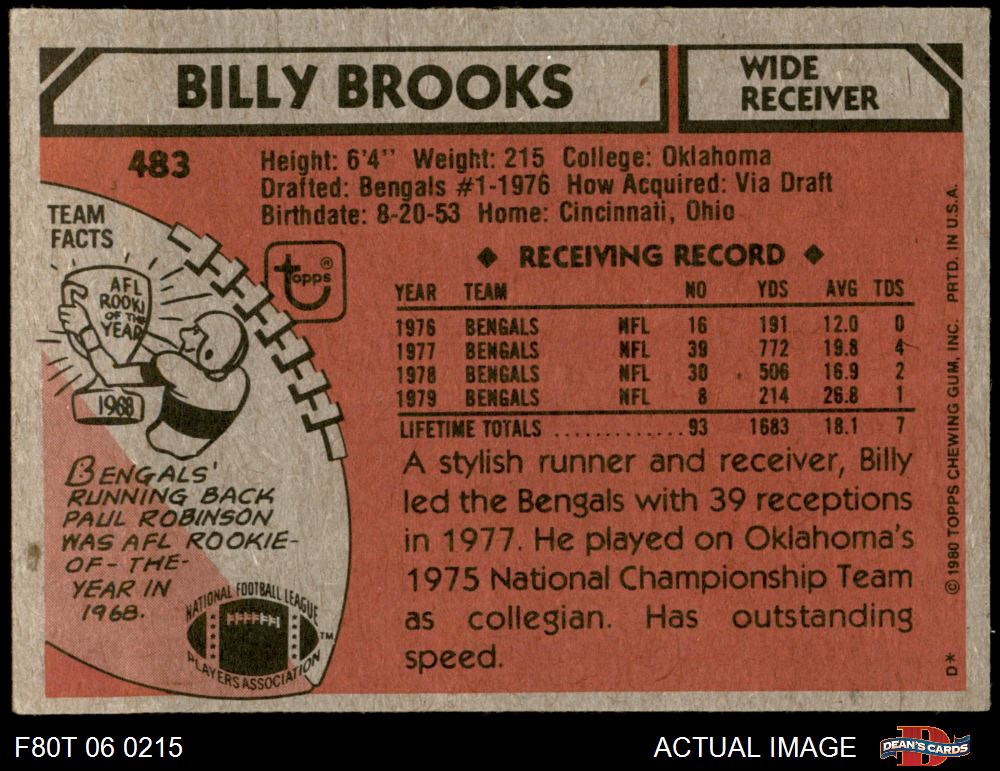 BILLY BROOKS
WIDE
RECEIVER
483
Height: 6'4" Weight: 215 College: Oklahoma
Drafted: Bengals #1-1976 How Acquired: Via Draft
Birthdate: 8-20-53 Home: Cincinnati, Ohio
TEAM
FACTS
AFL
ROOKI
OF THE
YEAR
1968
BENGALS'
RUNNING BACK
PAUL ROBINSON
WAS AFL ROOKIE-
OF-THE-
YEAR IN
1968.
topps®
NATIONAL FOOTBALL LEAGUE
PLAYERS ASSOCIATION
TM
◆ RECEIVING RECORD ◆
YEAR TEAM NO YDS AVG TDS
1976 BENGALS NFL 16 191 12.0 0
1977 BENGALS NFL 39 772 19.8 4
1978 BENGALS NFL 30 506 16.9 2
1979 BENGALS NFL 8 214 26.8 1
LIFETIME TOTALS ............. 93 1683 18.1 7
A stylish runner and receiver, Billy
led the Bengals with 39 receptions
in 1977. He played on Oklahoma's
1975 National Championship Team
as collegian. Has outstanding
speed.
D* © 1980 TOPPS CHEWING GUM, INC. PRTD. IN U.S.A.
F80T 06 0215
ACTUAL IMAGE
DEAN'S CARDS